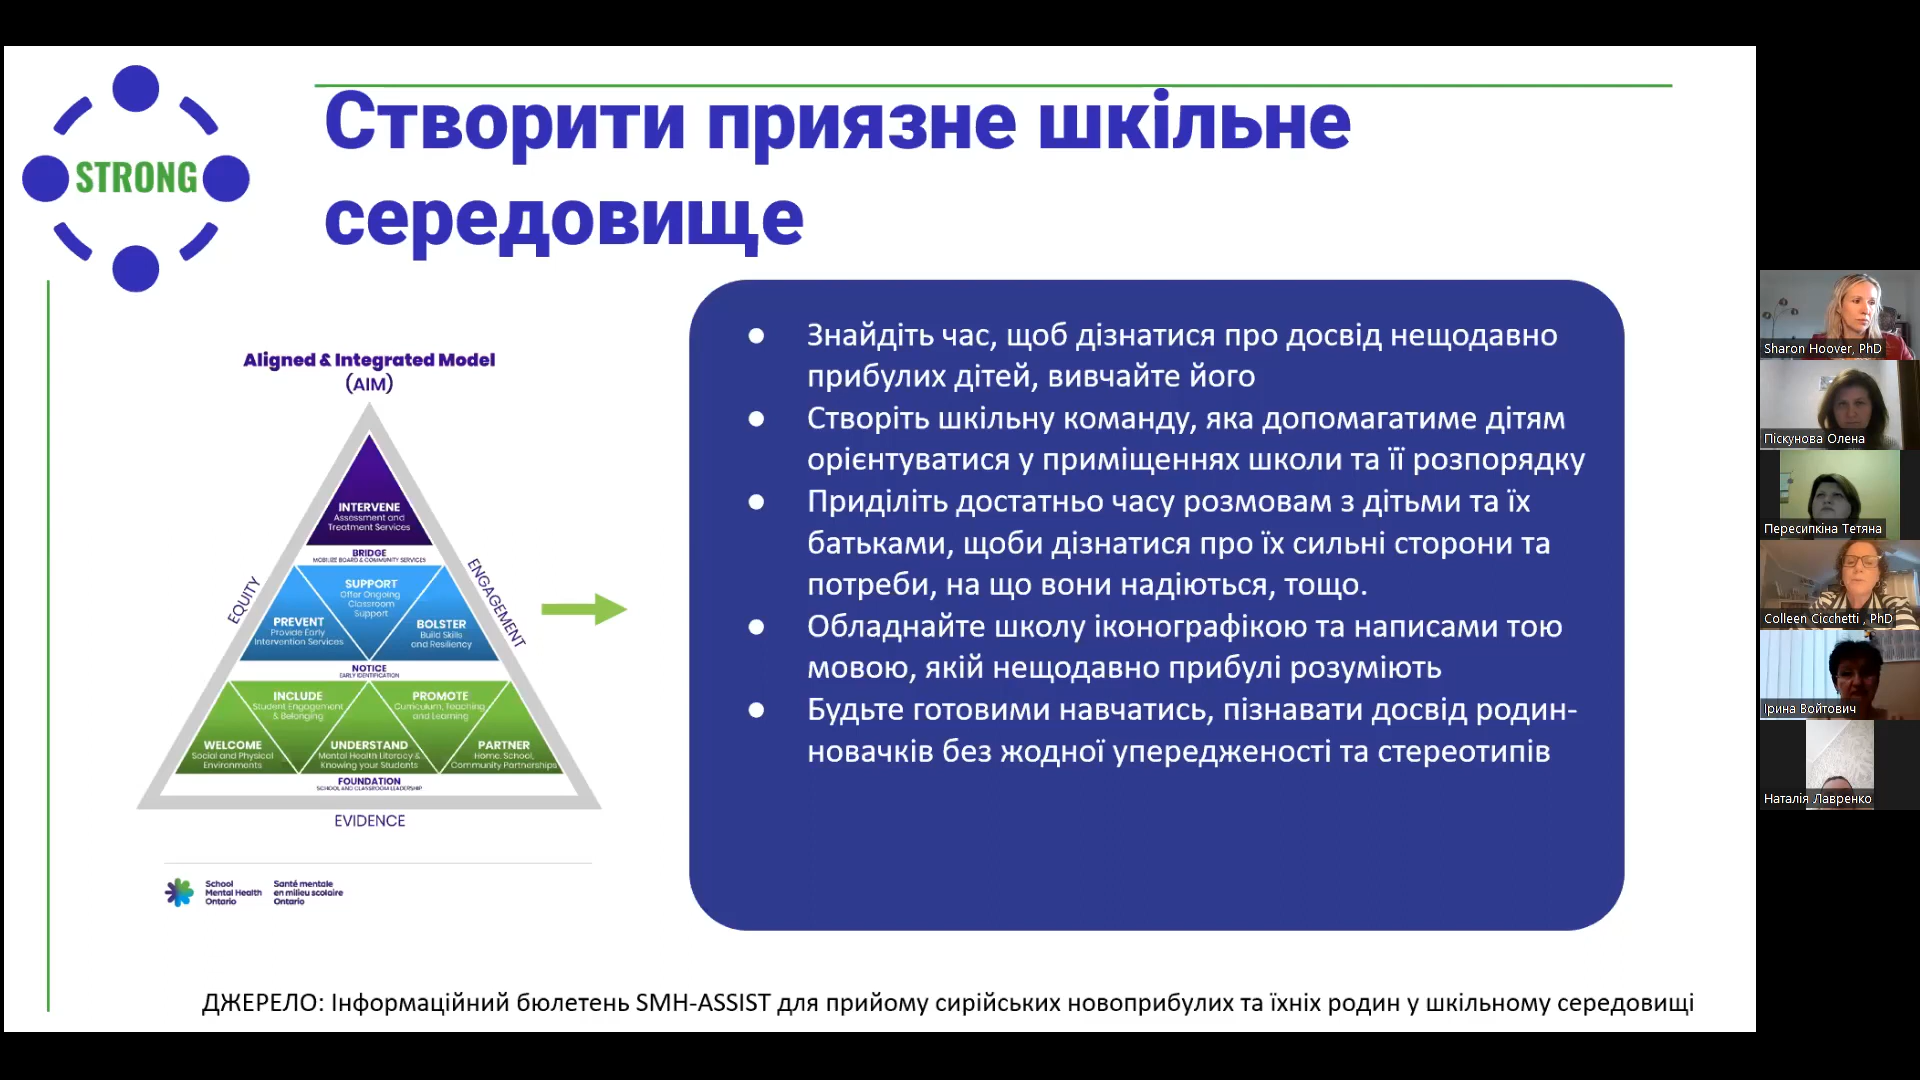 STRONG
Створити приязне шкільне
середовище
Aligned & Integrated Model
(AIM)
INTERVENE
Assessment and
Treatment Services
BRIDGE
MOBILIZE BOARD & COMMUNITY SERVICES
SUPPORT
Offer Ongoing
Classroom
Support
PREVENT
Provide Early
Intervention Services
BOLSTER
Build Skills
and Resiliency
NOTICE
EARLY IDENTIFICATION
INCLUDE
Student Engagement
& Belonging
PROMOTE
Curriculum, Teaching
and Learning
WELCOME
Social and Physical
Environments
UNDERSTAND
Mental Health Literacy &
Knowing your Students
PARTNER
Home, School,
Community Partnerships
FOUNDATION
SCHOOL AND CLASSROOM LEADERSHIP
EQUITY
ENGAGEMENT
EVIDENCE
School
Mental Health
Ontario
Santé mentale
en milieu scolaire
Ontario
● Знайдіть час, щоб дізнатися про досвід нещодавно
прибулих дітей, вивчайте його
● Створіть шкільну команду, яка допомагатиме дітям
орієнтуватися у приміщеннях школи та її розпорядку
● Приділіть достатньо часу розмовам з дітьми та їх
батьками, щоби дізнатися про їх сильні сторони та
потреби, на що вони надіються, тощо.
● Обладнайте школу іконографікою та написами тою
мовою, якій нещодавно прибулі розуміють
● Будьте готовими навчатись, пізнавати досвід родин-
новачків без жодної упередженості та стереотипів
ДЖЕРЕЛО: Інформаційний бюлетень SMH-ASSIST для прийому сирійських новоприбулих та їхніх родин у шкільному середовищі
Sharon Hoover, PhD
Піскунова Олена
Пересипкіна Тетяна
Colleen Cicchetti , PhD
Ірина Войтович
Наталія Лавренко